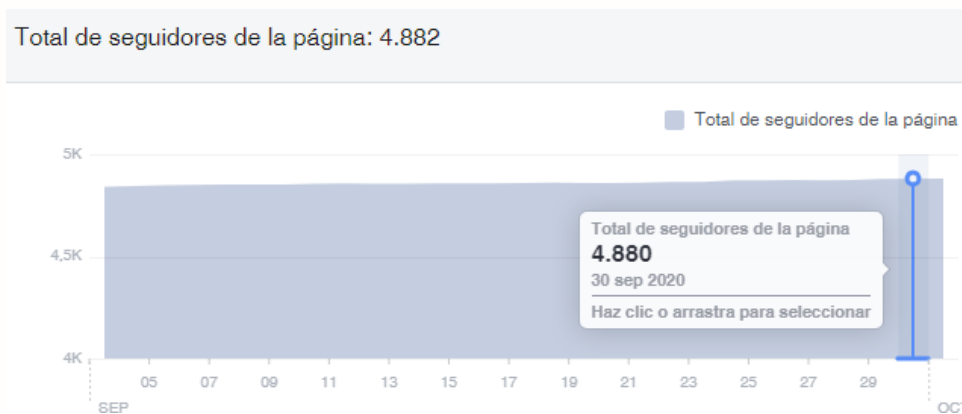 Total de seguidores de la página: 4.882
Total de seguidores de la página
5K
4,5K
4K
Total de seguidores de la página
4.880
30 sep 2020
Haz clic o arrastra para seleccionar
05 07 09 11 13 15 17 19 21 23 25 27 29
SEP OCT